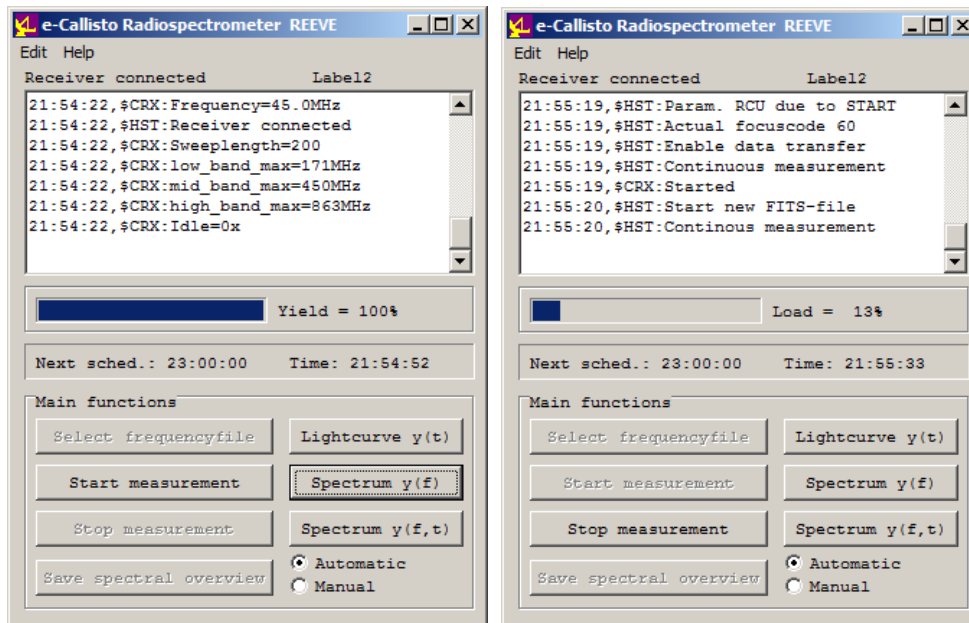 e-Callisto Radiospectrometer REEVE
Edit Help
Receiver connected Label2
21:54:22,$CRX:Frequency=45.0MHz
21:54:22,$HST:Receiver connected
21:54:22,$CRX:Sweeplength=200
21:54:22,$CRX:low_band_max=171MHz
21:54:22,$CRX:mid_band_max=450MHz
21:54:22,$CRX:high_band_max=863MHz
21:54:22,$CRX:Idle=0x
Yield = 100%
Next sched.: 23:00:00 Time: 21:54:52
Main functions
Select frequencyfile Lightcurve y(t)
Start measurement Spectrum y(f)
Stop measurement Spectrum y(f,t)
Automatic
Save spectral overview Manual
e-Callisto Radiospectrometer REEVE
Edit Help
Receiver connected Label2
21:55:19,$HST:Param. RCU due to START
21:55:19,$HST:Actual focuscode 60
21:55:19,$HST:Enable data transfer
21:55:19,$HST:Continuous measurement
21:55:19,$CRX:Started
21:55:20,$HST:Start new FITS-file
21:55:20,$HST:Continous measurement
Load = 13%
Next sched.: 23:00:00 Time: 21:55:33
Main functions
Select frequencyfile Lightcurve y(t)
Start measurement Spectrum y(f)
Stop measurement Spectrum y(f,t)
Automatic
Save spectral overview Manual